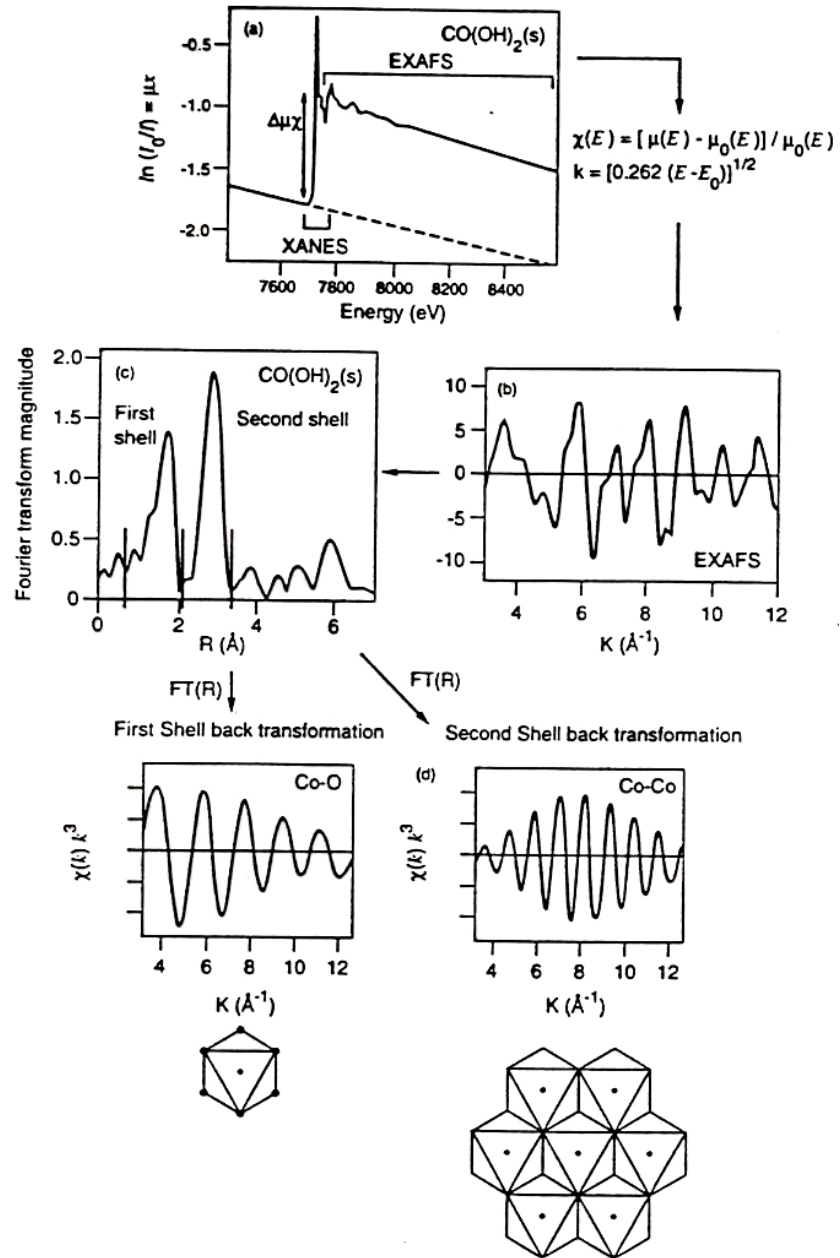 (a)
CO(OH)2(s)
EXAFS
Δμχ
XANES
ln (I0/I) = μx
-0.5
-1.0
-1.5
-2.0
7600 7800 8000 8200 8400
Energy (eV)
χ(E) = [ μ(E) - μ0(E)] / μ0(E)
k = [0.262 (E-E0)]1/2
(c)
CO(OH)2(s)
First
shell
Second shell
Fourier transform magnitude
2.0
1.5
1.0
0.5
0
0 2 4 6
R (Å)
(b)
10
5
0
-5
-10
EXAFS
4 6 8 10 12
K (Å-1)
FT(R)
FT(R)
First Shell back transformation
Second Shell back transformation
Co-O
χ(k) k3
4 6 8 10 12
K (Å-1)
(d)
Co-Co
χ(k) k3
4 6 8 10 12
K (Å-1)